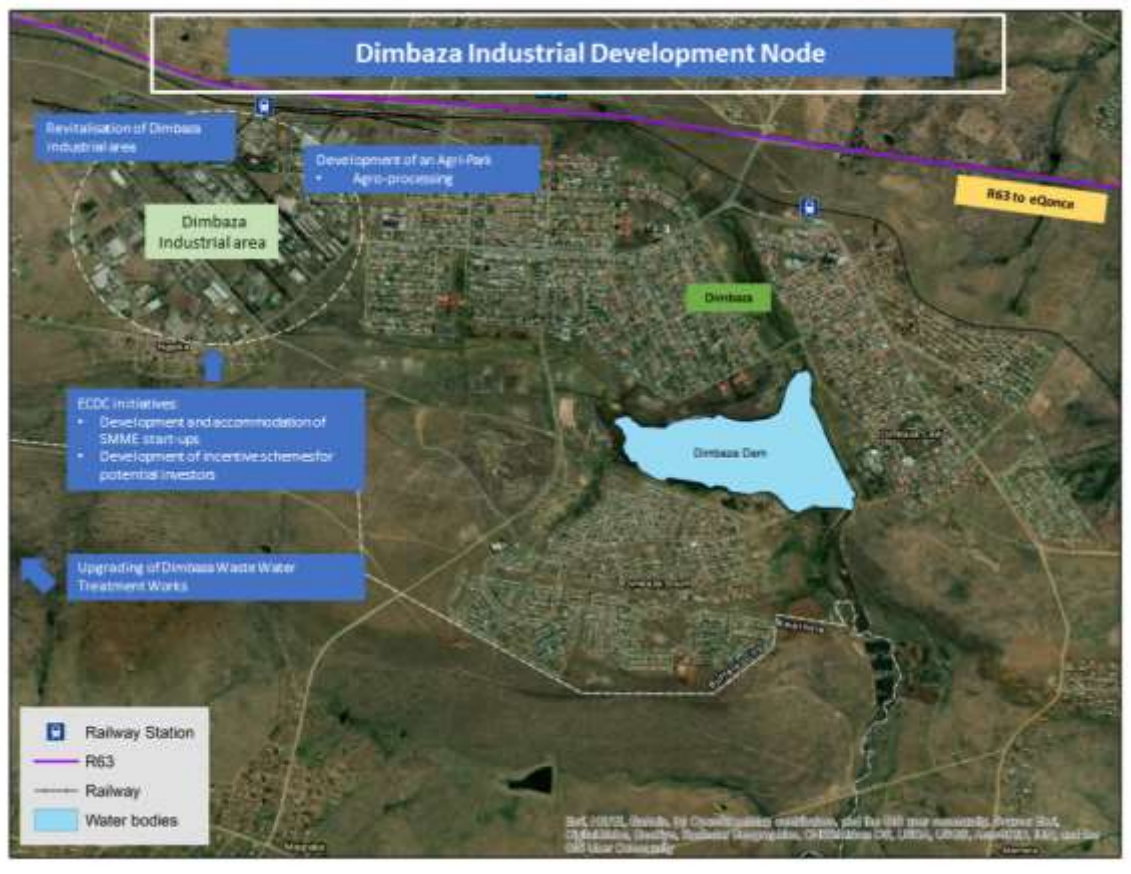 Dimbaza Industrial Development Node
Revitalisation of Dimbaza
industrial area
Development of an Agri-Park
• Agro-processing
R63 to eQonce
Dimbaza
Industrial area
Dimbaza
ECDC initiatives:
• Development and accommodation of
SMME start-ups
• Development of incentive schemes for
potential investors
Dimbaza Dam
Upgrading of Dimbaza Waste Water
Treatment Works
Railway Station
R63
Railway
Water bodies